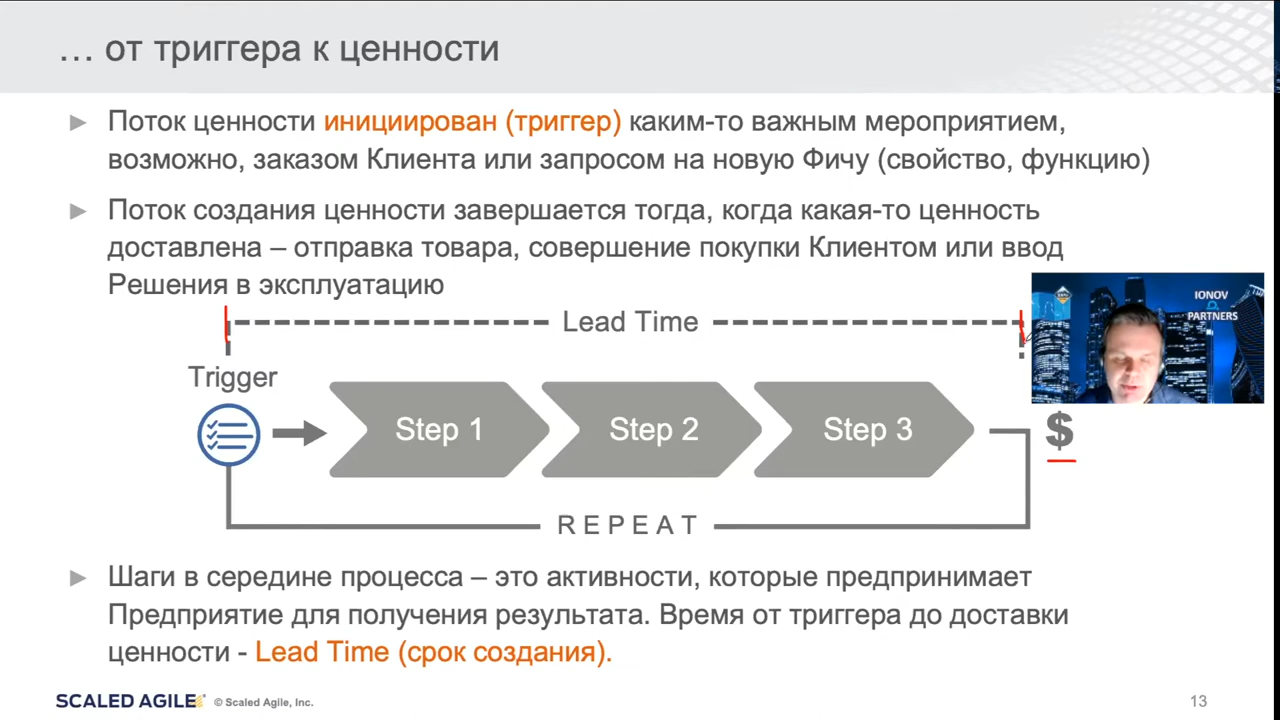 … от триггера к ценности
Поток ценности инициирован (триггер) каким-то важным мероприятием,
возможно, заказом Клиента или запросом на новую Фичу (свойство, функцию)
Поток создания ценности завершается тогда, когда какая-то ценность
доставлена – отправка товара, совершение покупки Клиентом или ввод
Решения в эксплуатацию
IONOV
PARTNERS
Lead Time
Trigger
Step 1
Step 2
Step 3
$
REPEAT
Шаги в середине процесса – это активности, которые предпринимает
Предприятие для получения результата. Время от триггера до доставки
ценности - Lead Time (срок создания).
SCALED AGILE
© Scaled Agile, Inc.
13